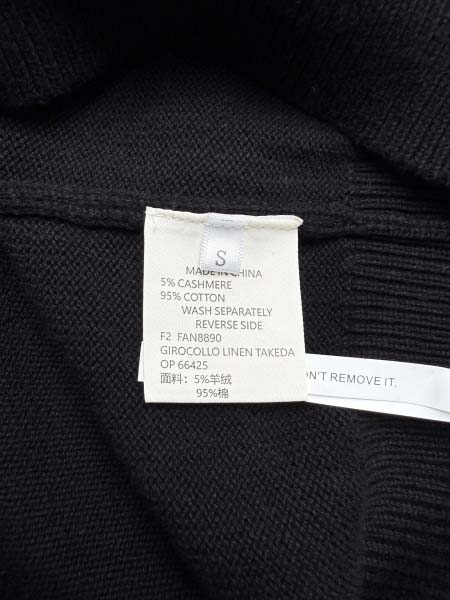 S
MADE IN CHINA
5% CASHMERE
95% COTTON
WASH SEPARATELY
REVERSE SIDE
F2 FAN8890
GIROCOLLO LINEN TAKEDA
OP 66425
面料：5%羊绒
95%棉
N'T REMOVE IT.